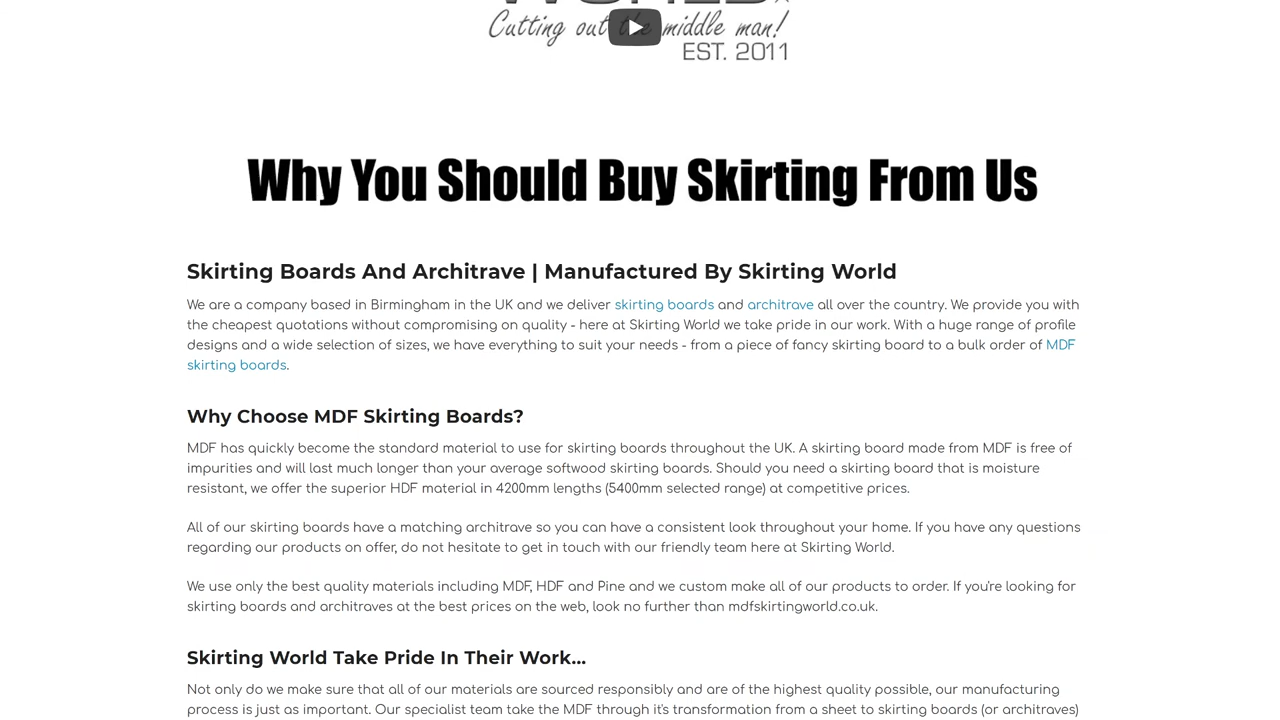 Cutting out the middle man!
EST. 2011
Why You Should Buy Skirting From Us
Skirting Boards And Architrave | Manufactured By Skirting World
We are a company based in Birmingham in the UK and we deliver skirting boards and architrave all over the country. We provide you with
the cheapest quotations without compromising on quality - here at Skirting World we take pride in our work. With a huge range of profile
designs and a wide selection of sizes, we have everything to suit your needs - from a piece of fancy skirting board to a bulk order of MDF
skirting boards.
Why Choose MDF Skirting Boards?
MDF has quickly become the standard material to use for skirting boards throughout the UK. A skirting board made from MDF is free of
impurities and will last much longer than your average softwood skirting boards. Should you need a skirting board that is moisture
resistant, we offer the superior HDF material in 4200mm lengths (5400mm selected range) at competitive prices.
All of our skirting boards have a matching architrave so you can have a consistent look throughout your home. If you have any questions
regarding our products on offer, do not hesitate to get in touch with our friendly team here at Skirting World.
We use only the best quality materials including MDF, HDF and Pine and we custom make all of our products to order. If you're looking for
skirting boards and architraves at the best prices on the web, look no further than mdfskirtingworld.co.uk.
Skirting World Take Pride In Their Work...
Not only do we make sure that all of our materials are sourced responsibly and are of the highest quality possible, our manufacturing
process is just as important. Our specialist team take the MDF through it's transformation from a sheet to skirting boards (or architraves)